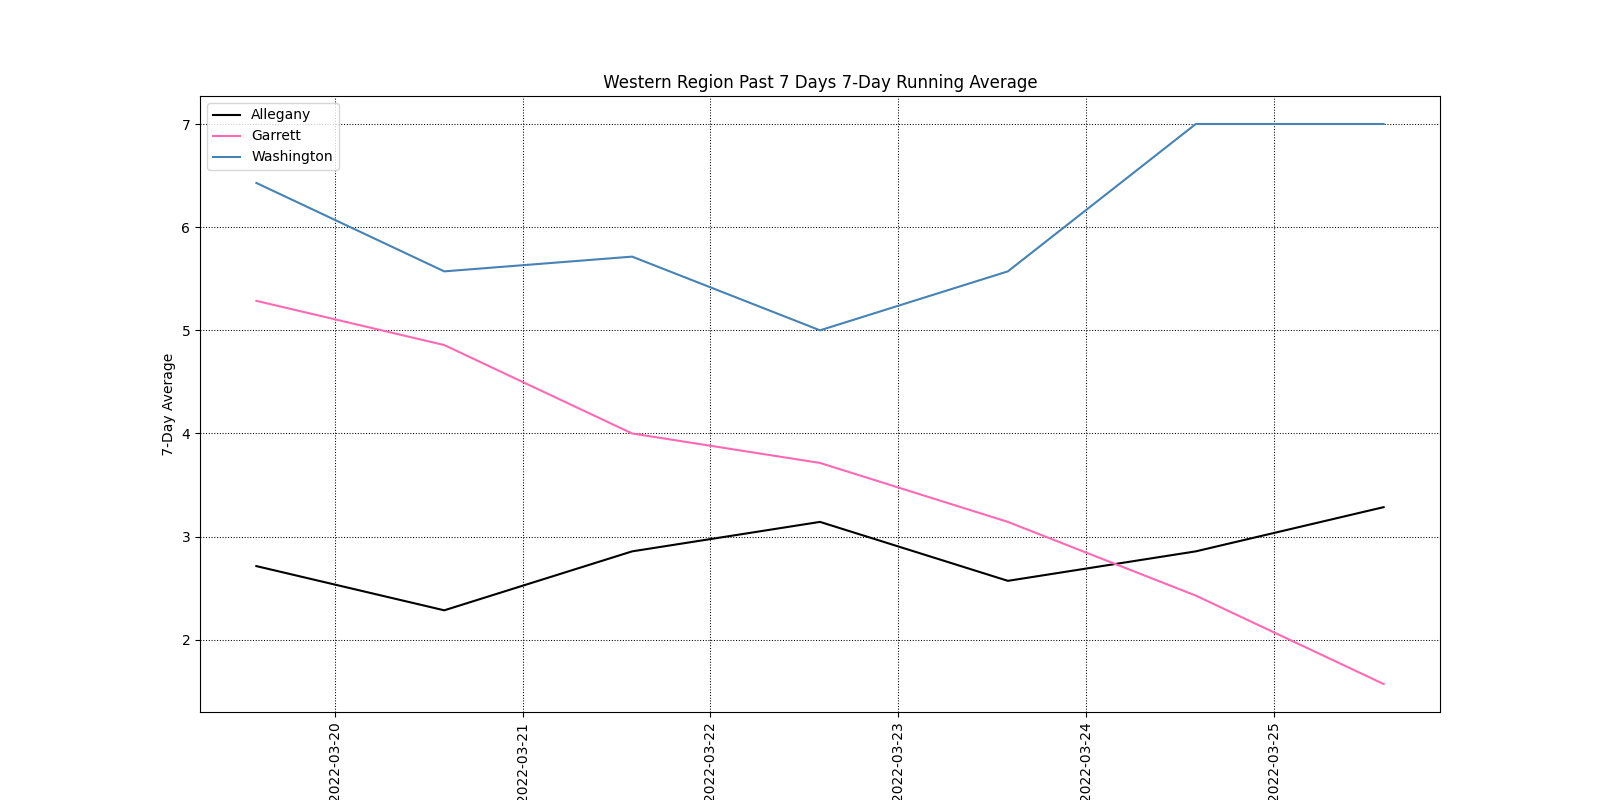 Western Region Past 7 Days 7-Day Running Average
Allegany
Garrett
Washington
7-Day Average
7
6
5
4
3
2
2022-03-20
2022-03-21
2022-03-22
2022-03-23
2022-03-24
2022-03-25